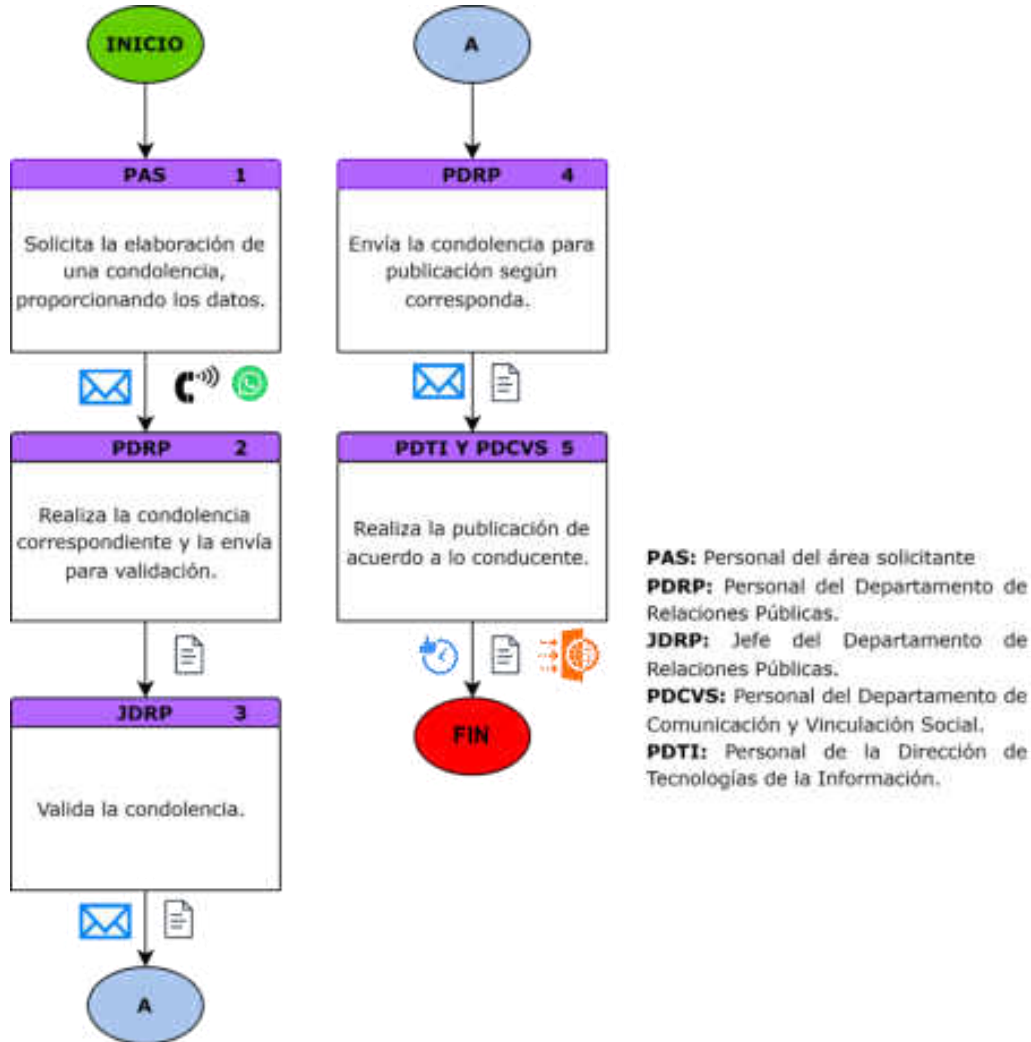 INICIO
PAS 1
Solicita la elaboración de
una condolencia,
proporcionando los datos.
PDRP 2
Realiza la condolencia
correspondiente y la envía
para validación.
JDRP 3
Valida la condolencia.
A
A
PDRP 4
Envía la condolencia para
publicación según
corresponda.
PDTI Y PDCVS 5
Realiza la publicación de
acuerdo a lo conducente.
FIN
PAS: Personal del área solicitante
PDRP: Personal del Departamento de
Relaciones Públicas.
JDRP: Jefe del Departamento de
Relaciones Públicas.
PDCVS: Personal del Departamento de
Comunicación y Vinculación Social.
PDTI: Personal de la Dirección de
Tecnologías de la Información.